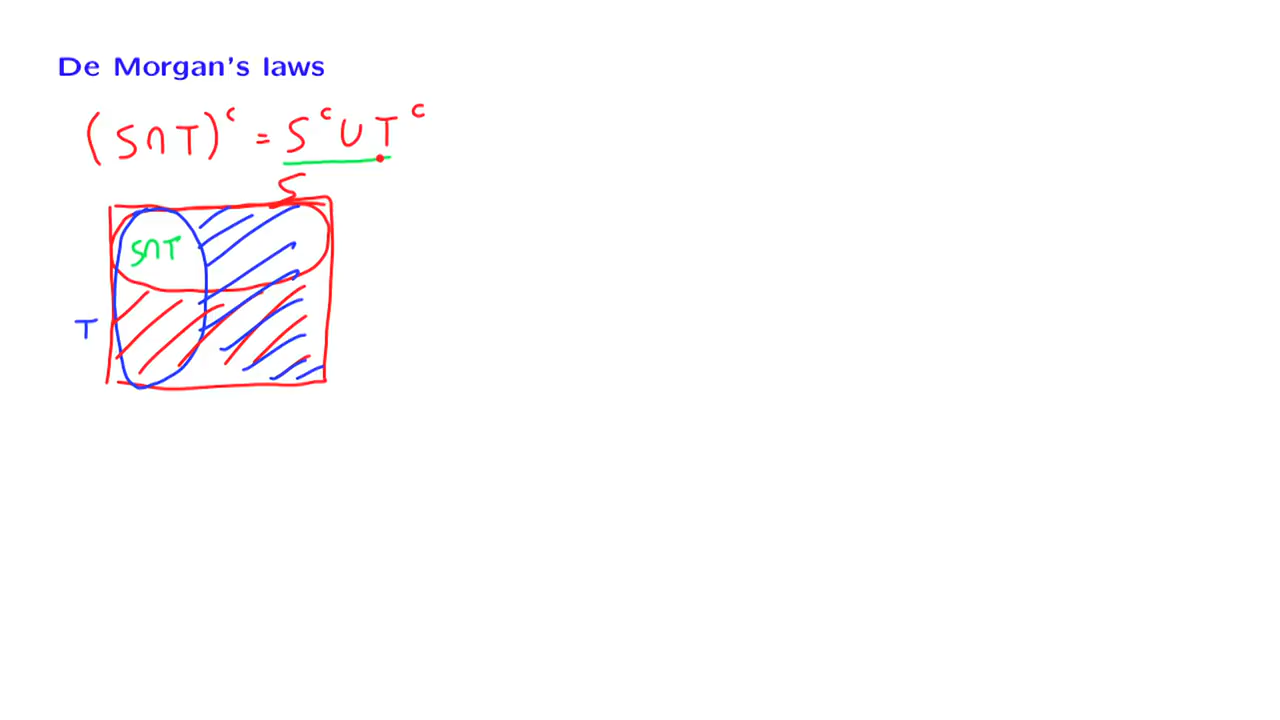 De Morgan's laws
(S∩T)ᶜ = Sᶜ∪Tᶜ
S
S∩T
T